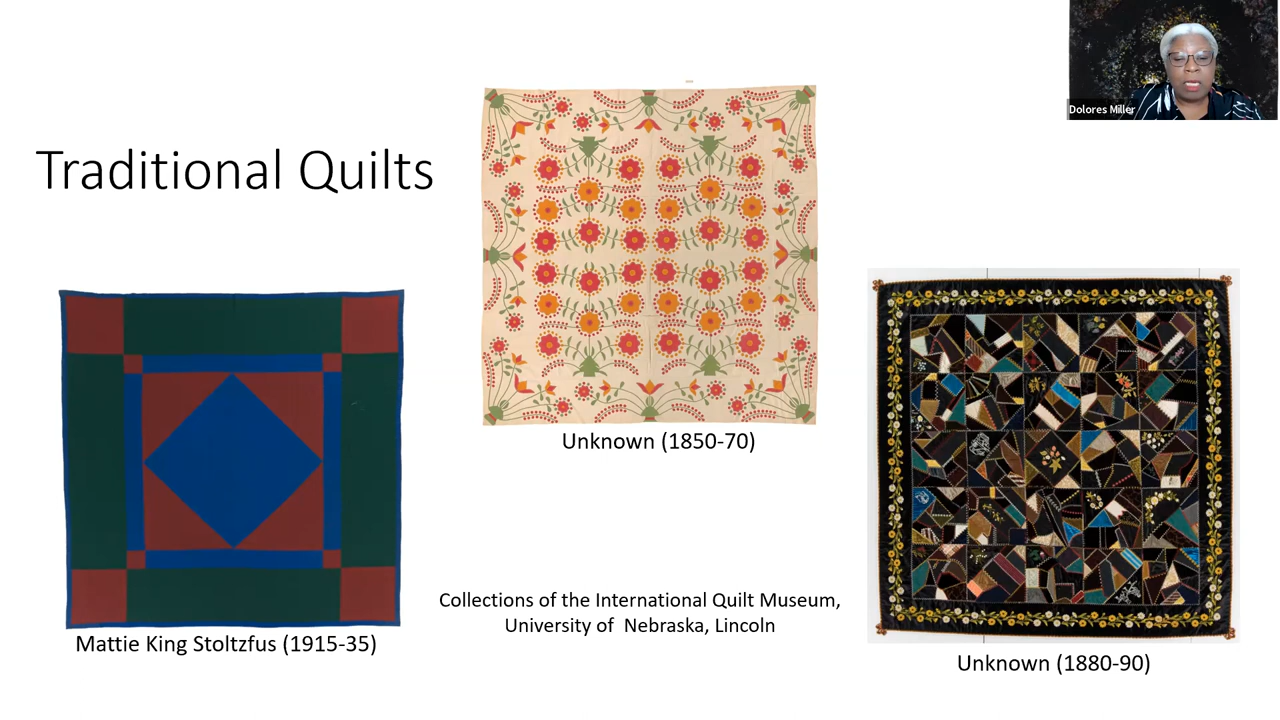 Dolores Miller
Traditional Quilts
Unknown (1850-70)
Collections of the International Quilt Museum,
University of Nebraska, Lincoln
Mattie King Stoltzfus (1915-35)
Unknown (1880-90)